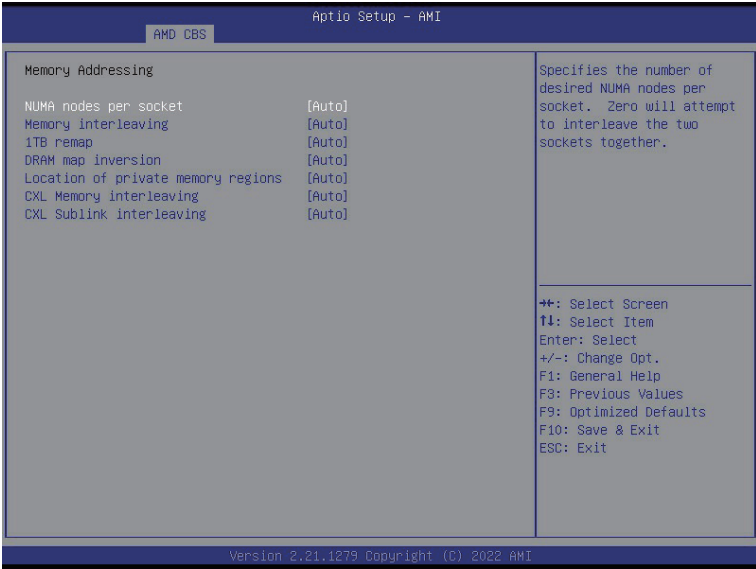 Aptio Setup – AMI
AMD CBS
Memory Addressing
NUMA nodes per socket [Auto]
Memory interleaving [Auto]
1TB remap [Auto]
DRAM map inversion [Auto]
Location of private memory regions [Auto]
CXL Memory interleaving [Auto]
CXL Sublink interleaving [Auto]
Specifies the number of
desired NUMA nodes per
socket.  Zero will attempt
to interleave the two
sockets together.
→←: Select Screen
↑↓: Select Item
Enter: Select
+/-: Change Opt.
F1: General Help
F3: Previous Values
F9: Optimized Defaults
F10: Save & Exit
ESC: Exit
Version 2.21.1279 Copyright (C) 2022 AMI